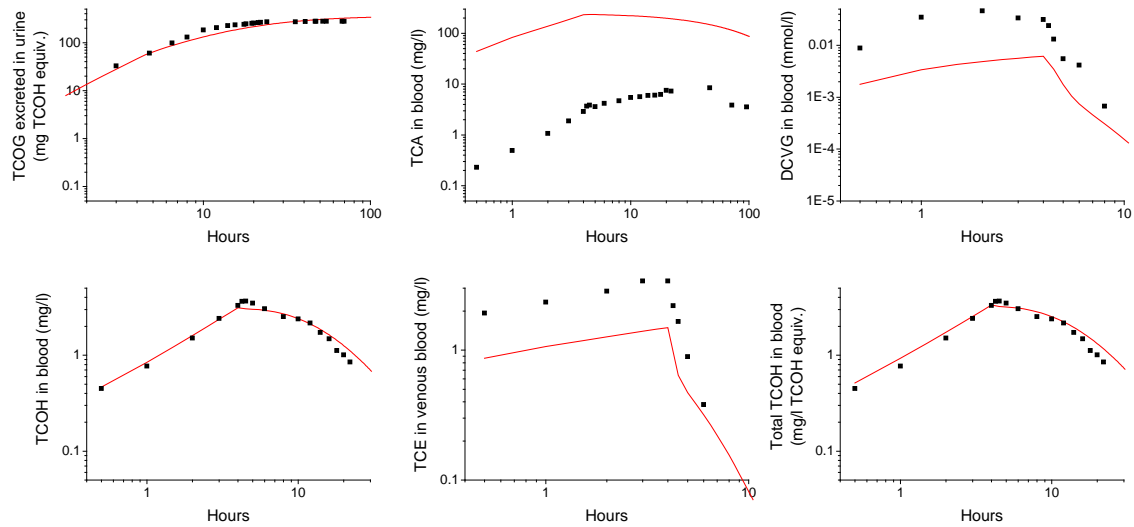 TCOG excreted in urine
(mg TCOH equiv.)
100
10
1
0.1
10
100
Hours
TCA in blood (mg/l)
100
10
1
0.1
1
10
100
Hours
DCVG in blood (mmol/l)
0.01
1E-3
1E-4
1E-5
1
10
Hours
TCOH in blood (mg/l)
1
0.1
1
10
Hours
TCE in venous blood (mg/l)
1
0.1
1
10
Hours
Total TCOH in blood
(mg/l TCOH equiv.)
1
0.1
1
10
Hours